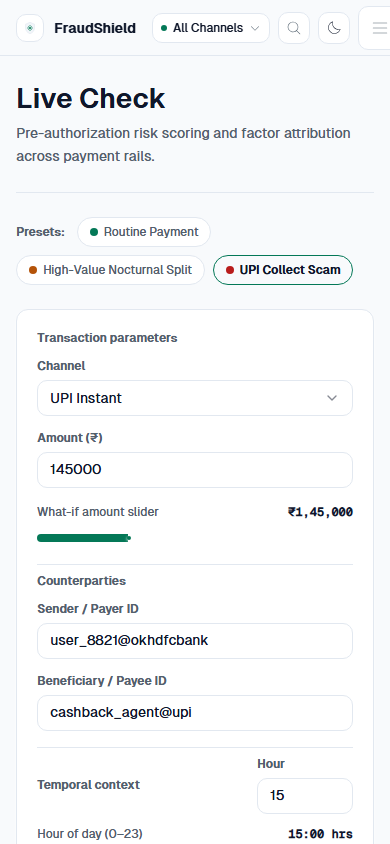 FraudShield
All Channels
Live Check
Pre-authorization risk scoring and factor attribution
across payment rails.
Presets:
Routine Payment
High-Value Nocturnal Split
UPI Collect Scam
Transaction parameters
Channel
UPI Instant
Amount (₹)
145000
What-if amount slider
₹1,45,000
Counterparties
Sender / Payer ID
user_8821@okhdfcbank
Beneficiary / Payee ID
cashback_agent@upi
Hour
Temporal context
15
Hour of day (0–23)
15:00 hrs